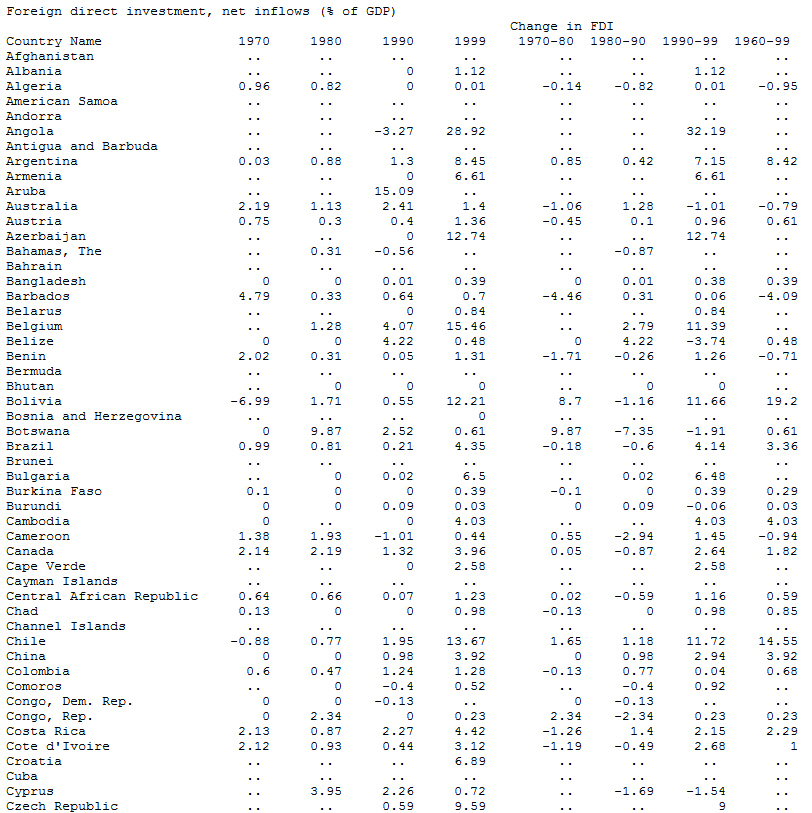 Foreign direct investment, net inflows (% of GDP)
Change in FDI
Country Name 1970 1980 1990 1999 1970-80 1980-90 1990-99 1960-99
Afghanistan .. .. .. .. .. .. .. ..
Albania .. .. 0 1.12 .. .. 1.12 ..
Algeria 0.96 0.82 0 0.01 -0.14 -0.82 0.01 -0.95
American Samoa .. .. .. .. .. .. .. ..
Andorra .. .. .. .. .. .. .. ..
Angola .. .. -3.27 28.92 .. .. 32.19 ..
Antigua and Barbuda .. .. .. .. .. .. .. ..
Argentina 0.03 0.88 1.3 8.45 0.85 0.42 7.15 8.42
Armenia .. .. 0 6.61 .. .. 6.61 ..
Aruba .. .. 15.09 .. .. .. .. ..
Australia 2.19 1.13 2.41 1.4 -1.06 1.28 -1.01 -0.79
Austria 0.75 0.3 0.4 1.36 -0.45 0.1 0.96 0.61
Azerbaijan .. .. 0 12.74 .. .. 12.74 ..
Bahamas, The .. 0.31 -0.56 .. .. -0.87 .. ..
Bahrain .. .. .. .. .. .. .. ..
Bangladesh 0 0 0.01 0.39 0 0.01 0.38 0.39
Barbados 4.79 0.33 0.64 0.7 -4.46 0.31 0.06 -4.09
Belarus .. .. 0 0.84 .. .. 0.84 ..
Belgium .. 1.28 4.07 15.46 .. 2.79 11.39 ..
Belize 0 0 4.22 0.48 0 4.22 -3.74 0.48
Benin 2.02 0.31 0.05 1.31 -1.71 -0.26 1.26 -0.71
Bermuda .. .. .. .. .. .. .. ..
Bhutan .. 0 0 0 .. 0 0 ..
Bolivia -6.99 1.71 0.55 12.21 8.7 -1.16 11.66 19.2
Bosnia and Herzegovina .. .. .. 0 .. .. .. ..
Botswana 0 9.87 2.52 0.61 9.87 -7.35 -1.91 0.61
Brazil 0.99 0.81 0.21 4.35 -0.18 -0.6 4.14 3.36
Brunei .. .. .. .. .. .. .. ..
Bulgaria .. 0 0.02 6.5 .. 0.02 6.48 ..
Burkina Faso 0.1 0 0 0.39 -0.1 0 0.39 0.29
Burundi 0 0 0.09 0.03 0 0.09 -0.06 0.03
Cambodia 0 .. 0 4.03 .. .. 4.03 4.03
Cameroon 1.38 1.93 -1.01 0.44 0.55 -2.94 1.45 -0.94
Canada 2.14 2.19 1.32 3.96 0.05 -0.87 2.64 1.82
Cape Verde .. .. 0 2.58 .. .. 2.58 ..
Cayman Islands .. .. .. .. .. .. .. ..
Central African Republic 0.64 0.66 0.07 1.23 0.02 -0.59 1.16 0.59
Chad 0.13 0 0 0.98 -0.13 0 0.98 0.85
Channel Islands .. .. .. .. .. .. .. ..
Chile -0.88 0.77 1.95 13.67 1.65 1.18 11.72 14.55
China 0 0 0.98 3.92 0 0.98 2.94 3.92
Colombia 0.6 0.47 1.24 1.28 -0.13 0.77 0.04 0.68
Comoros .. 0 -0.4 0.52 .. -0.4 0.92 ..
Congo, Dem. Rep. 0 0 -0.13 .. 0 -0.13 .. ..
Congo, Rep. 0 2.34 0 0.23 2.34 -2.34 0.23 0.23
Costa Rica 2.13 0.87 2.27 4.42 -1.26 1.4 2.15 2.29
Cote d'Ivoire 2.12 0.93 0.44 3.12 -1.19 -0.49 2.68 1
Croatia .. .. .. 6.89 .. .. .. ..
Cuba .. .. .. .. .. .. .. ..
Cyprus .. 3.95 2.26 0.72 .. -1.69 -1.54 ..
Czech Republic .. .. 0.59 9.59 .. .. 9 ..